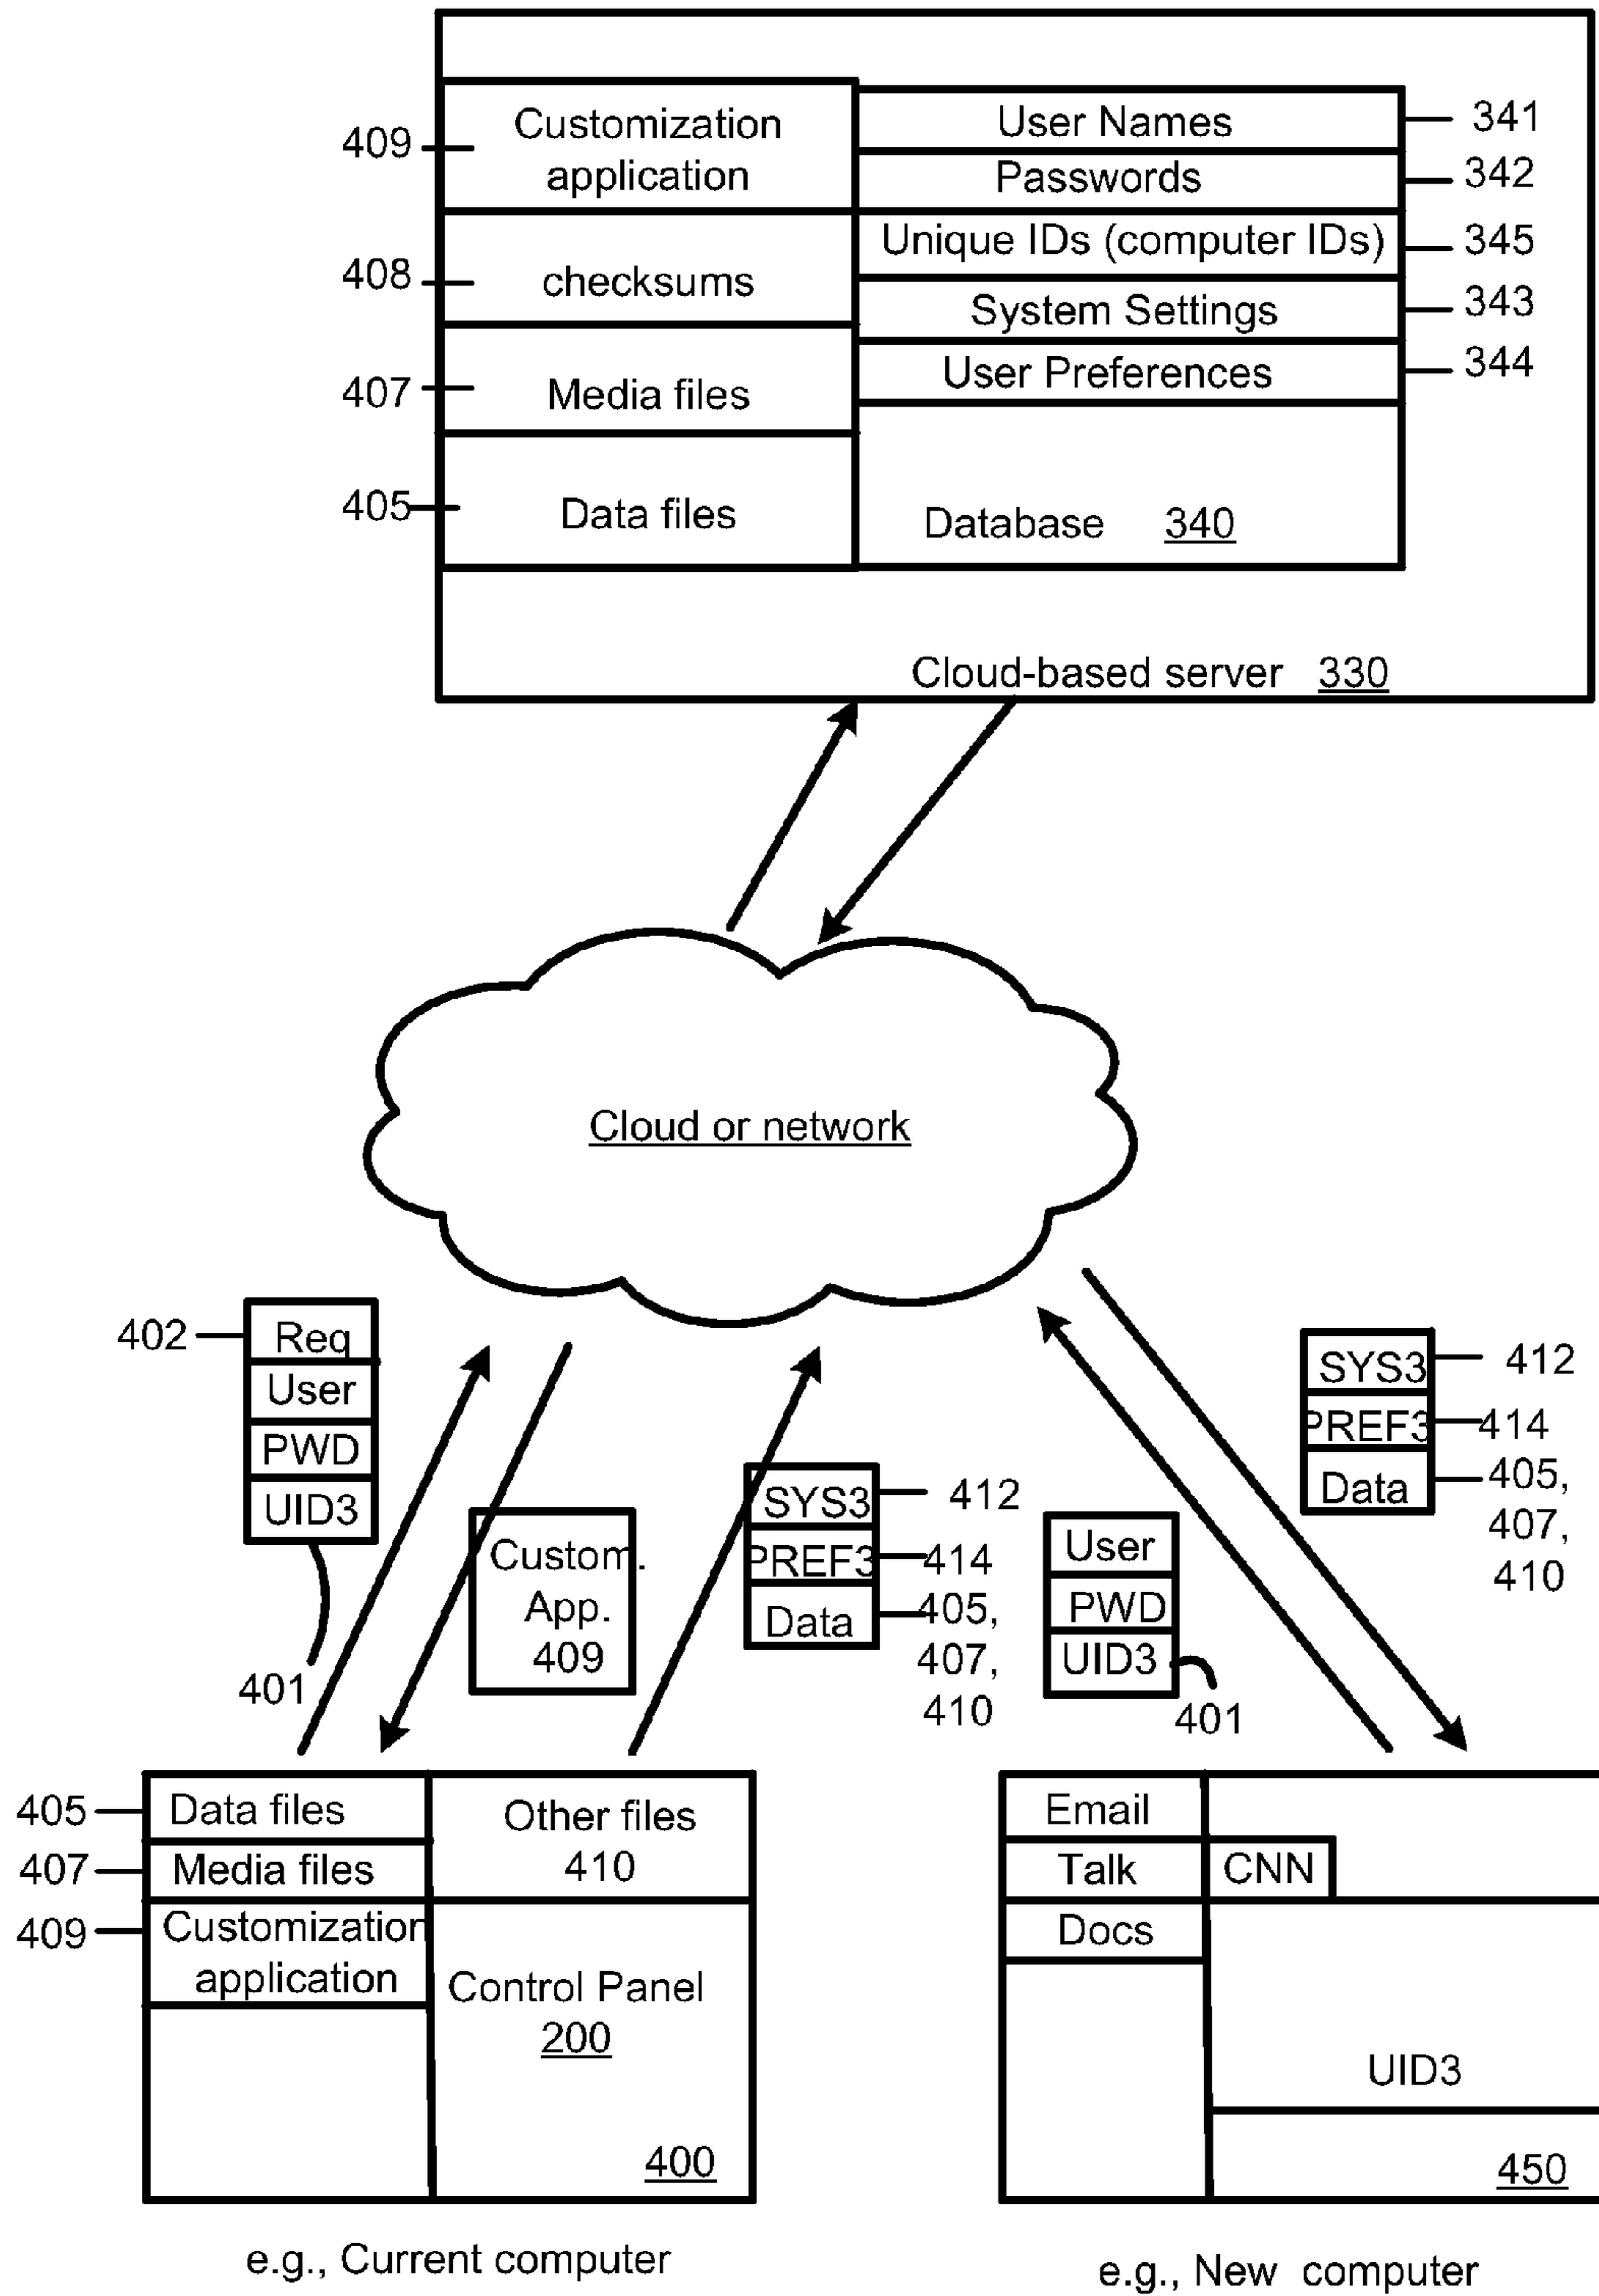 Customization
application
409
checksums
408
Media files
407
Data files
405
User Names
341
Passwords
342
Unique IDs (computer IDs)
345
System Settings
343
User Preferences
344
Database 340
Cloud-based server 330
Cloud or network
402
Req
User
PWD
UID3
401
Custom.
App.
409
SYS3
412
PREF3
414
Data
405,
407,
410
User
PWD
UID3
401
SYS3
412
PREF3
414
Data
405,
407,
410
405
Data files
407
Media files
409
Customization
application
Other files
410
Control Panel
200
400
e.g., Current computer
Email
Talk
CNN
Docs
UID3
450
e.g., New computer